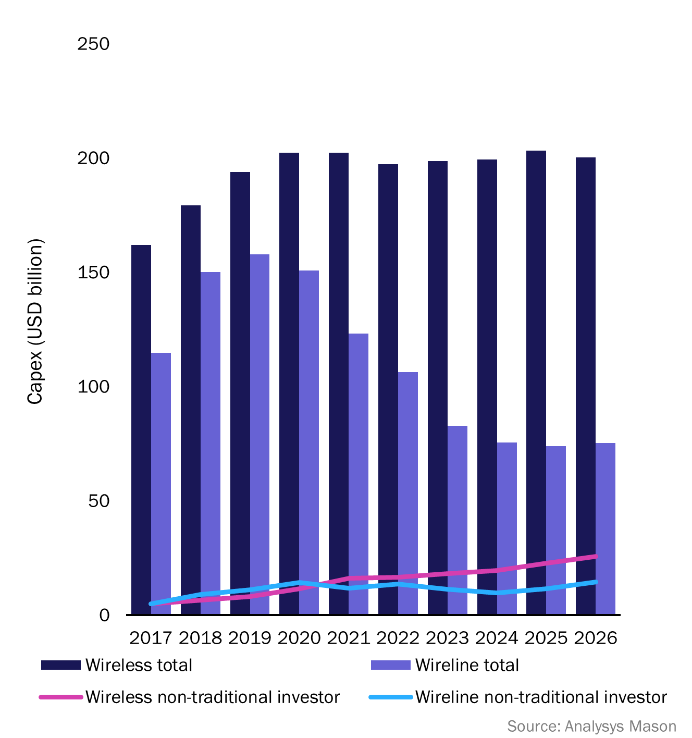 250
200
150
100
50
0
Capex (USD billion)
2017 2018 2019 2020 2021 2022 2023 2024 2025 2026
Wireless total Wireline total
Wireless non-traditional investor Wireline non-traditional investor
Source: Analysys Mason